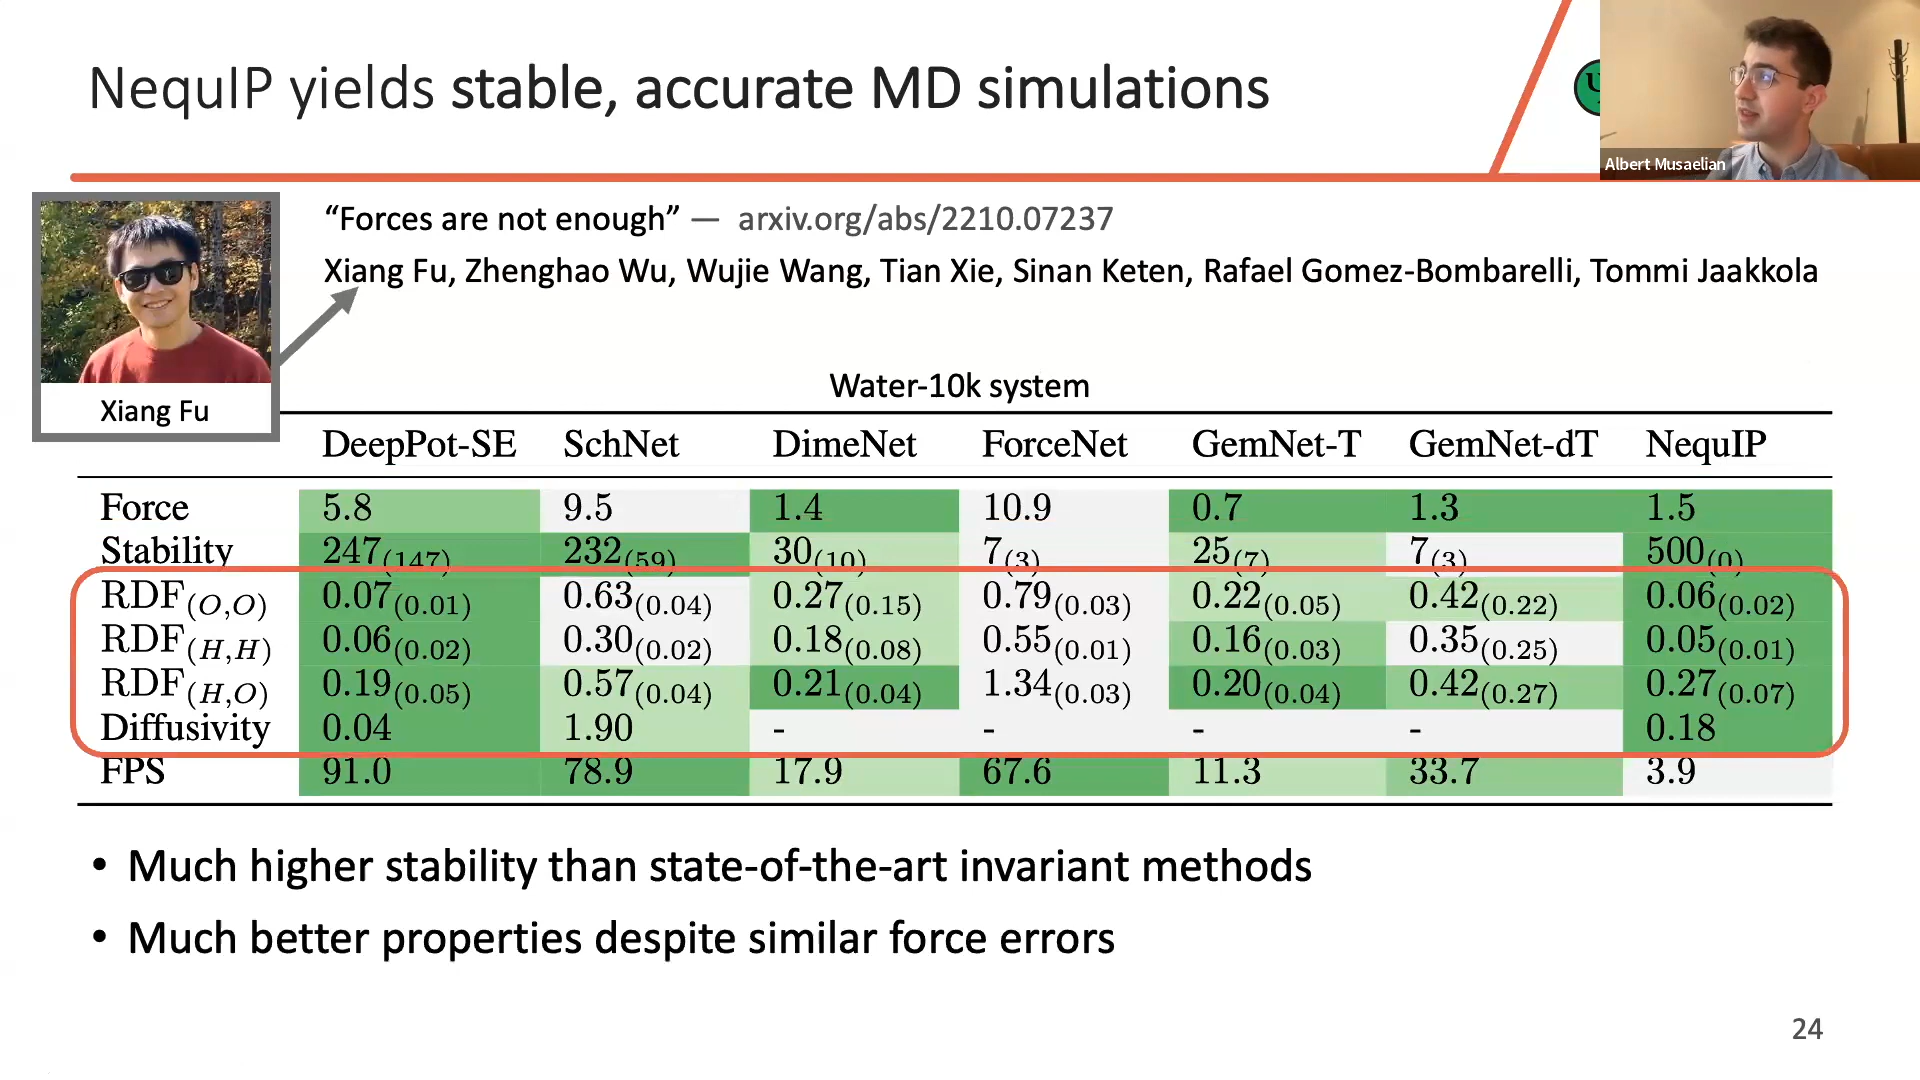 NequIP yields stable, accurate MD simulations
Albert Musaelian
“Forces are not enough” — arxiv.org/abs/2210.07237
Xiang Fu, Zhenghao Wu, Wujie Wang, Tian Xie, Sinan Keten, Rafael Gomez-Bombarelli, Tommi Jaakkola
Xiang Fu
Water-10k system
DeepPot-SE SchNet DimeNet ForceNet GemNet-T GemNet-dT NequIP
Force 5.8 9.5 1.4 10.9 0.7 1.3 1.5
Stability 247(147) 232(59) 30(10) 7(3) 25(7) 7(3) 500(0)
RDF(O,O) 0.07(0.01) 0.63(0.04) 0.27(0.15) 0.79(0.03) 0.22(0.05) 0.42(0.22) 0.06(0.02)
RDF(H,H) 0.06(0.02) 0.30(0.02) 0.18(0.08) 0.55(0.01) 0.16(0.03) 0.35(0.25) 0.05(0.01)
RDF(H,O) 0.19(0.05) 0.57(0.04) 0.21(0.04) 1.34(0.03) 0.20(0.04) 0.42(0.27) 0.27(0.07)
Diffusivity 0.04 1.90 - - - - 0.18
FPS 91.0 78.9 17.9 67.6 11.3 33.7 3.9
• Much higher stability than state-of-the-art invariant methods
• Much better properties despite similar force errors
24